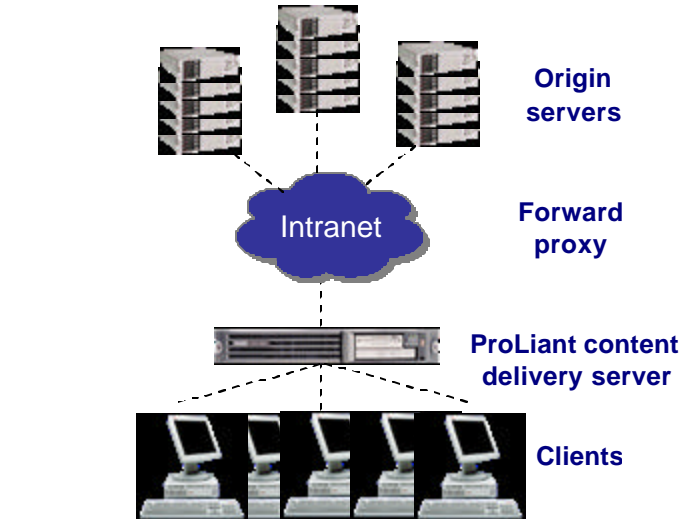 Origin
servers
Intranet
Forward
proxy
ProLiant content
delivery server
Clients